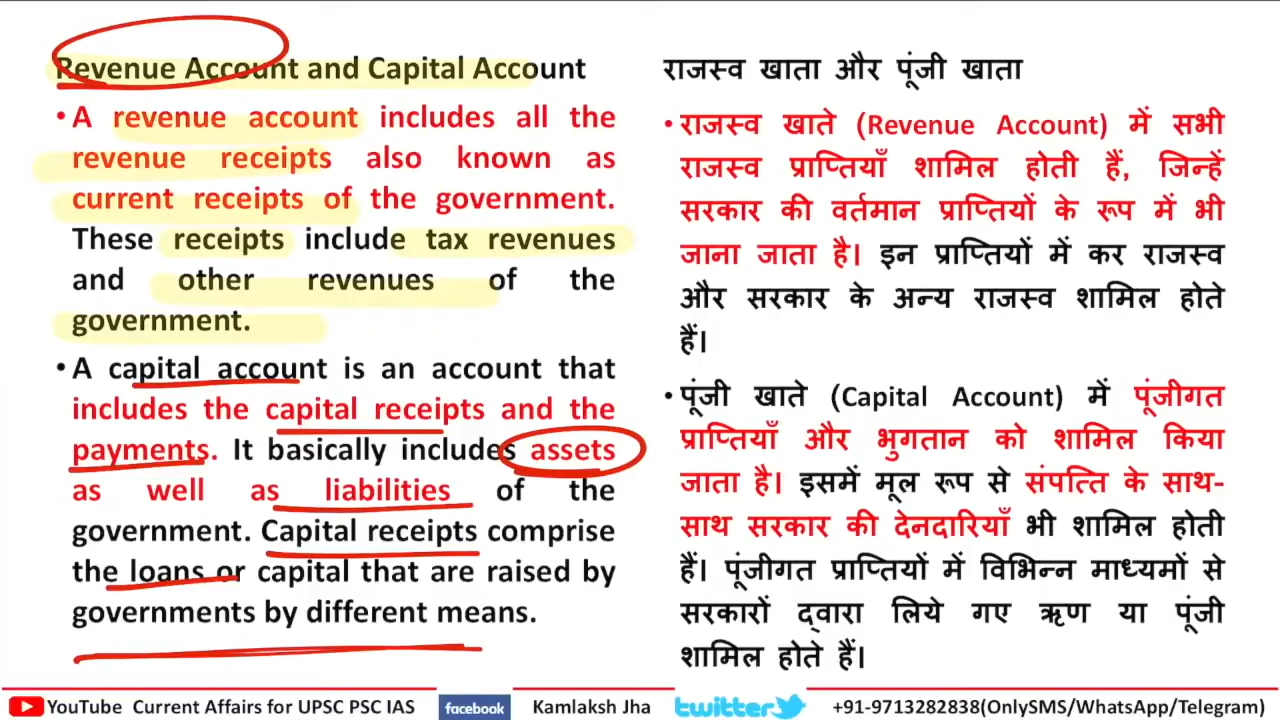 Revenue Account and Capital Account
• A revenue account includes all the
revenue receipts also known as
current receipts of the government.
These receipts include tax revenues
and other revenues of the
government.
• A capital account is an account that
includes the capital receipts and the
payments. It basically includes assets
as well as liabilities of the
government. Capital receipts comprise
the loans or capital that are raised by
governments by different means.
राजस्व खाता और पूंजी खाता
• राजस्व खाते (Revenue Account) में सभी
राजस्व प्राप्तियाँ शामिल होती हैं, जिन्हें
सरकार की वर्तमान प्राप्तियों के रूप में भी
जाना जाता है। इन प्राप्तियों में कर राजस्व
और सरकार के अन्य राजस्व शामिल होते
हैं।
• पूंजी खाते (Capital Account) में पूंजीगत
प्राप्तियाँ और भुगतान को शामिल किया
जाता है। इसमें मूल रूप से संपत्ति के साथ-
साथ सरकार की देनदारियाँ भी शामिल होती
हैं। पूंजीगत प्राप्तियों में विभिन्न माध्यमों से
सरकारों द्वारा लिये गए ऋण या पूंजी
शामिल होते हैं।
YouTube Current Affairs for UPSC PSC IAS facebook Kamlaksh Jha twitter +91-9713282838(OnlySMS/WhatsApp/Telegram)